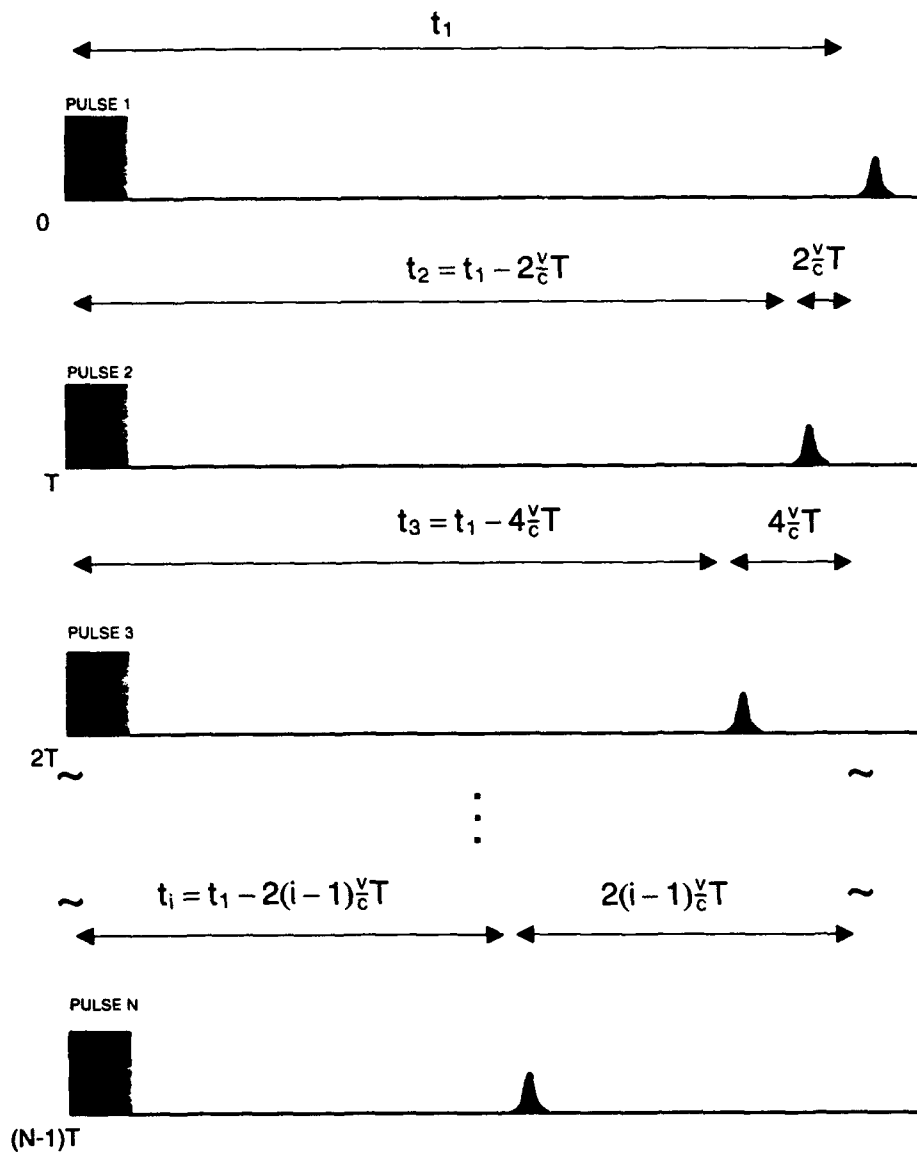 t₁
PULSE 1
0
t₂ = t₁ − 2 v/c T 2 v/c T
PULSE 2
T
t₃ = t₁ − 4 v/c T 4 v/c T
PULSE 3
2T
~ ~
⋮
~ tᵢ = t₁ − 2(i − 1) v/c T 2(i − 1) v/c T ~
PULSE N
(N-1)T